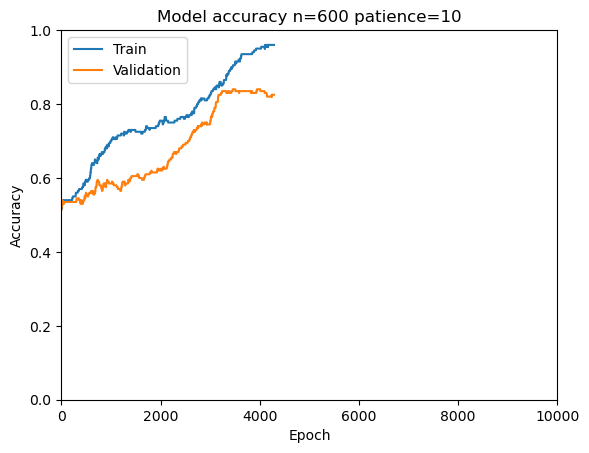 Model accuracy n=600 patience=10
1.0
Train
Validation
0.8
0.6
Accuracy
0.4
0.2
0.0
0 2000 4000 6000 8000 10000
Epoch